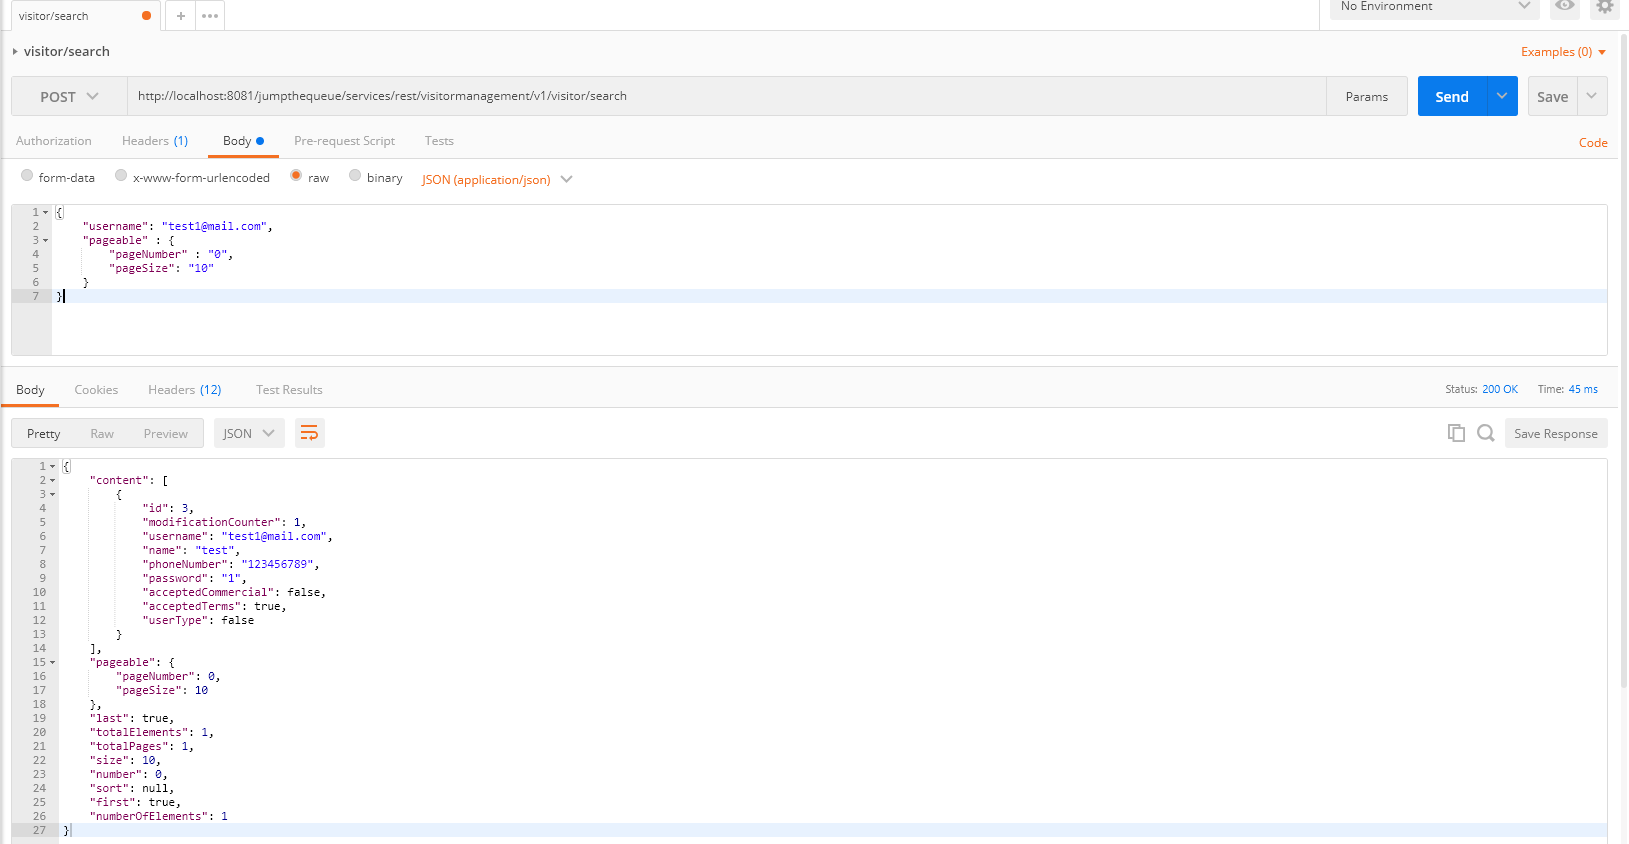 visitor/search
+
•••
No Environment
visitor/search
Examples (0)
POST
http://localhost:8081/jumpthequeue/services/rest/visitormanagement/v1/visitor/search
Params
Send
Save
Authorization
Headers (1)
Body
Pre-request Script
Tests
Code
form-data
x-www-form-urlencoded
raw
binary
JSON (application/json)
1 {
2 "username": "test1@mail.com",
3 "pageable" : {
4 "pageNumber" : "0",
5 "pageSize": "10"
6 }
7 }
Body
Cookies
Headers (12)
Test Results
Status: 200 OK
Time: 45 ms
Pretty
Raw
Preview
JSON
Save Response
1 {
2 "content": [
3 {
4 "id": 3,
5 "modificationCounter": 1,
6 "username": "test1@mail.com",
7 "name": "test",
8 "phoneNumber": "123456789",
9 "password": "1",
10 "acceptedCommercial": false,
11 "acceptedTerms": true,
12 "userType": false
13 }
14 ],
15 "pageable": {
16 "pageNumber": 0,
17 "pageSize": 10
18 },
19 "last": true,
20 "totalElements": 1,
21 "totalPages": 1,
22 "size": 10,
23 "number": 0,
24 "sort": null,
25 "first": true,
26 "numberOfElements": 1
27 }